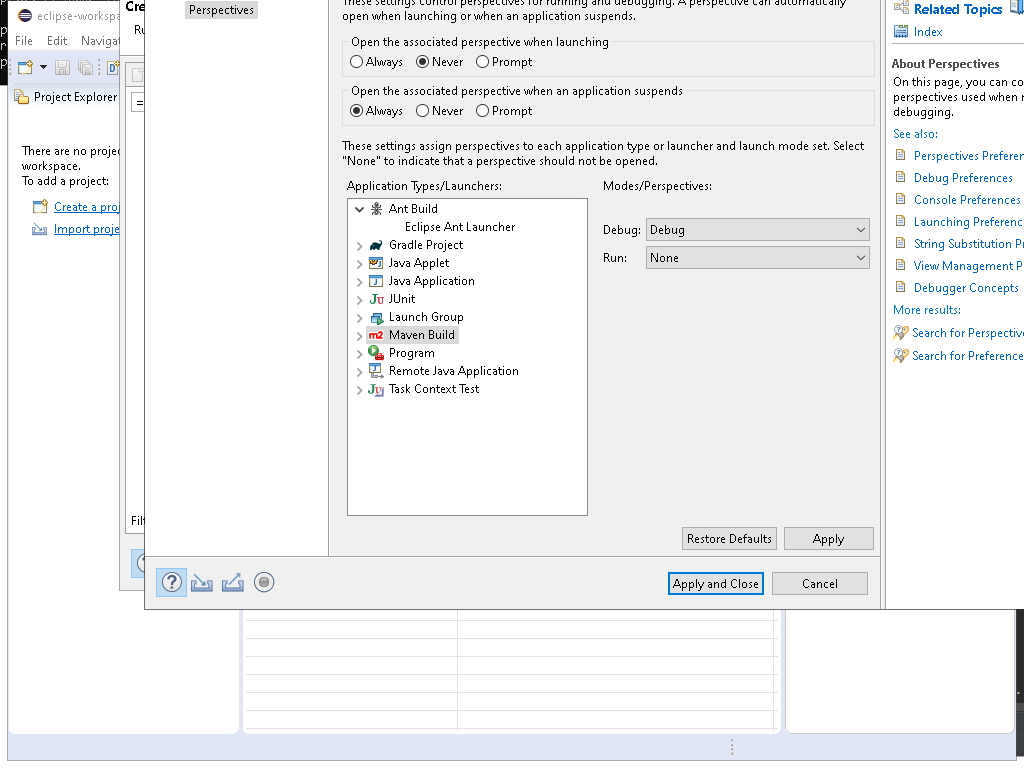 eclipse-workspa
File Edit Navigat
Project Explorer
There are no projec
workspace.
To add a project:
Create a proj
Import proje
Cre
Ru
Filt
Perspectives
These settings control perspectives for running and debugging. A perspective can automatically
open when launching or when an application suspends.
Open the associated perspective when launching
Always Never Prompt
Open the associated perspective when an application suspends
Always Never Prompt
These settings assign perspectives to each application type or launcher and launch mode set. Select
"None" to indicate that a perspective should not be opened.
Application Types/Launchers:
Ant Build
Eclipse Ant Launcher
Gradle Project
Java Applet
Java Application
JUnit
Launch Group
m2 Maven Build
Program
Remote Java Application
Task Context Test
Modes/Perspectives:
Debug: Debug
Run: None
Restore Defaults Apply
Apply and Close Cancel
Related Topics
Index
About Perspectives
On this page, you can co
perspectives used when r
debugging.
See also:
Perspectives Preferen
Debug Preferences
Console Preferences
Launching Preferenc
String Substitution Pr
View Management P
Debugger Concepts
More results:
Search for Perspective
Search for Preference